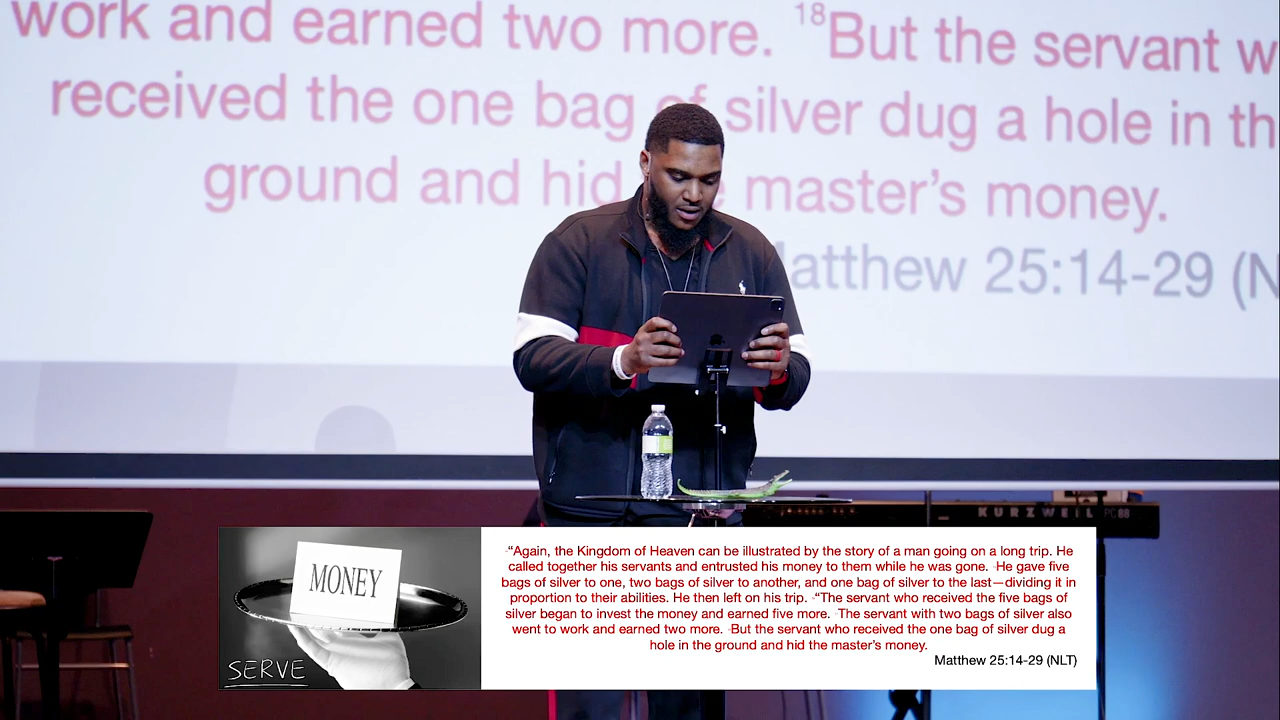 work and earned two more. 18But the servant w
received the one bag of silver dug a hole in th
ground and hid master's money.
atthew 25:14-29 (N
KURZWEIL PC88
MONEY
SERVE
“Again, the Kingdom of Heaven can be illustrated by the story of a man going on a long trip. He
called together his servants and entrusted his money to them while he was gone. He gave five
bags of silver to one, two bags of silver to another, and one bag of silver to the last—dividing it in
proportion to their abilities. He then left on his trip. “The servant who received the five bags of
silver began to invest the money and earned five more. The servant with two bags of silver also
went to work and earned two more. But the servant who received the one bag of silver dug a
hole in the ground and hid the master’s money.
Matthew 25:14-29 (NLT)